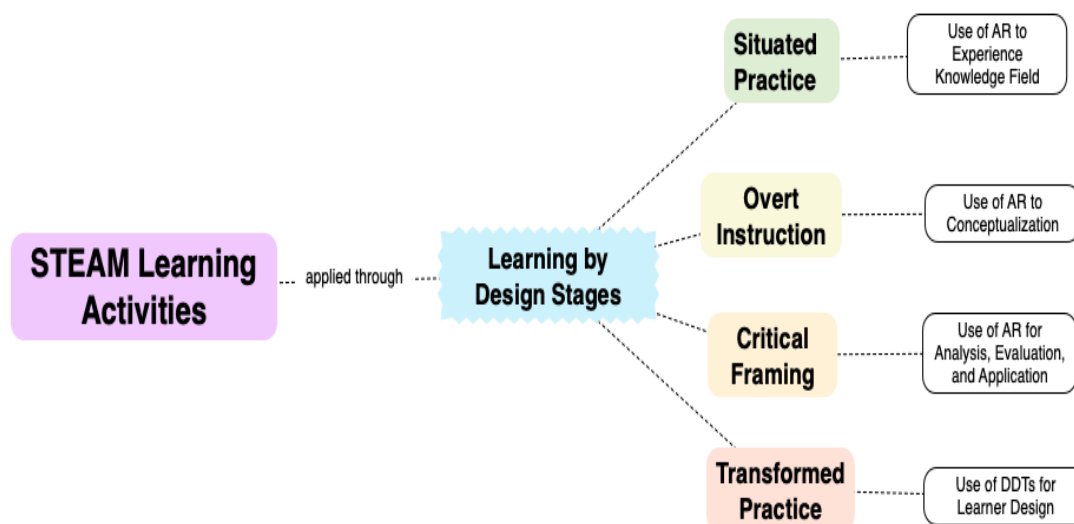 STEAM Learning
Activities
applied through
Learning by
Design Stages
Situated
Practice
Use of AR to
Experience
Knowledge Field
Overt
Instruction
Use of AR to
Conceptualization
Critical
Framing
Use of AR for
Analysis, Evaluation,
and Application
Transformed
Practice
Use of DDTs for
Learner Design